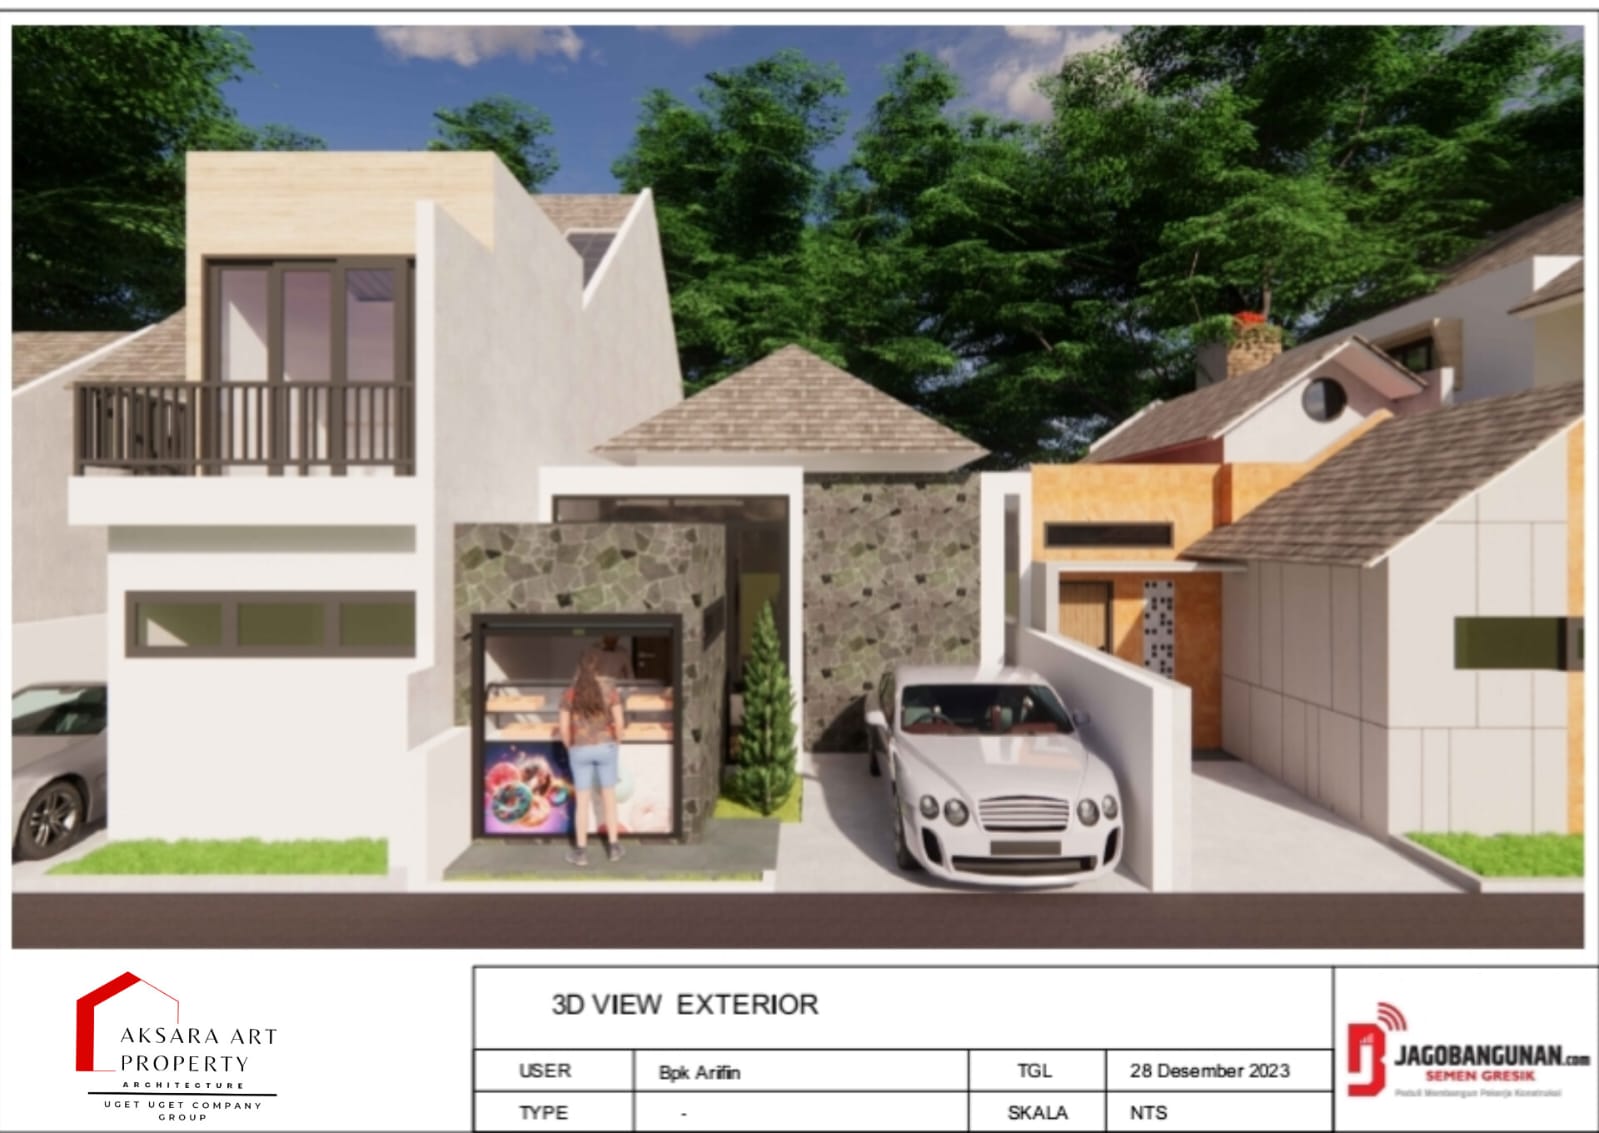 3D VIEW EXTERIOR
USER
Bpk Arifin
TGL
28 Desember 2023
TYPE
-
SKALA
NTS
AKSARA ART
PROPERTY
ARCHITECTURE
UGET UGET COMPANY
GROUP
JAGOBANGUNAN.com
SEMEN GRESIK
Peduli Membangun Pekerja Konstruksi